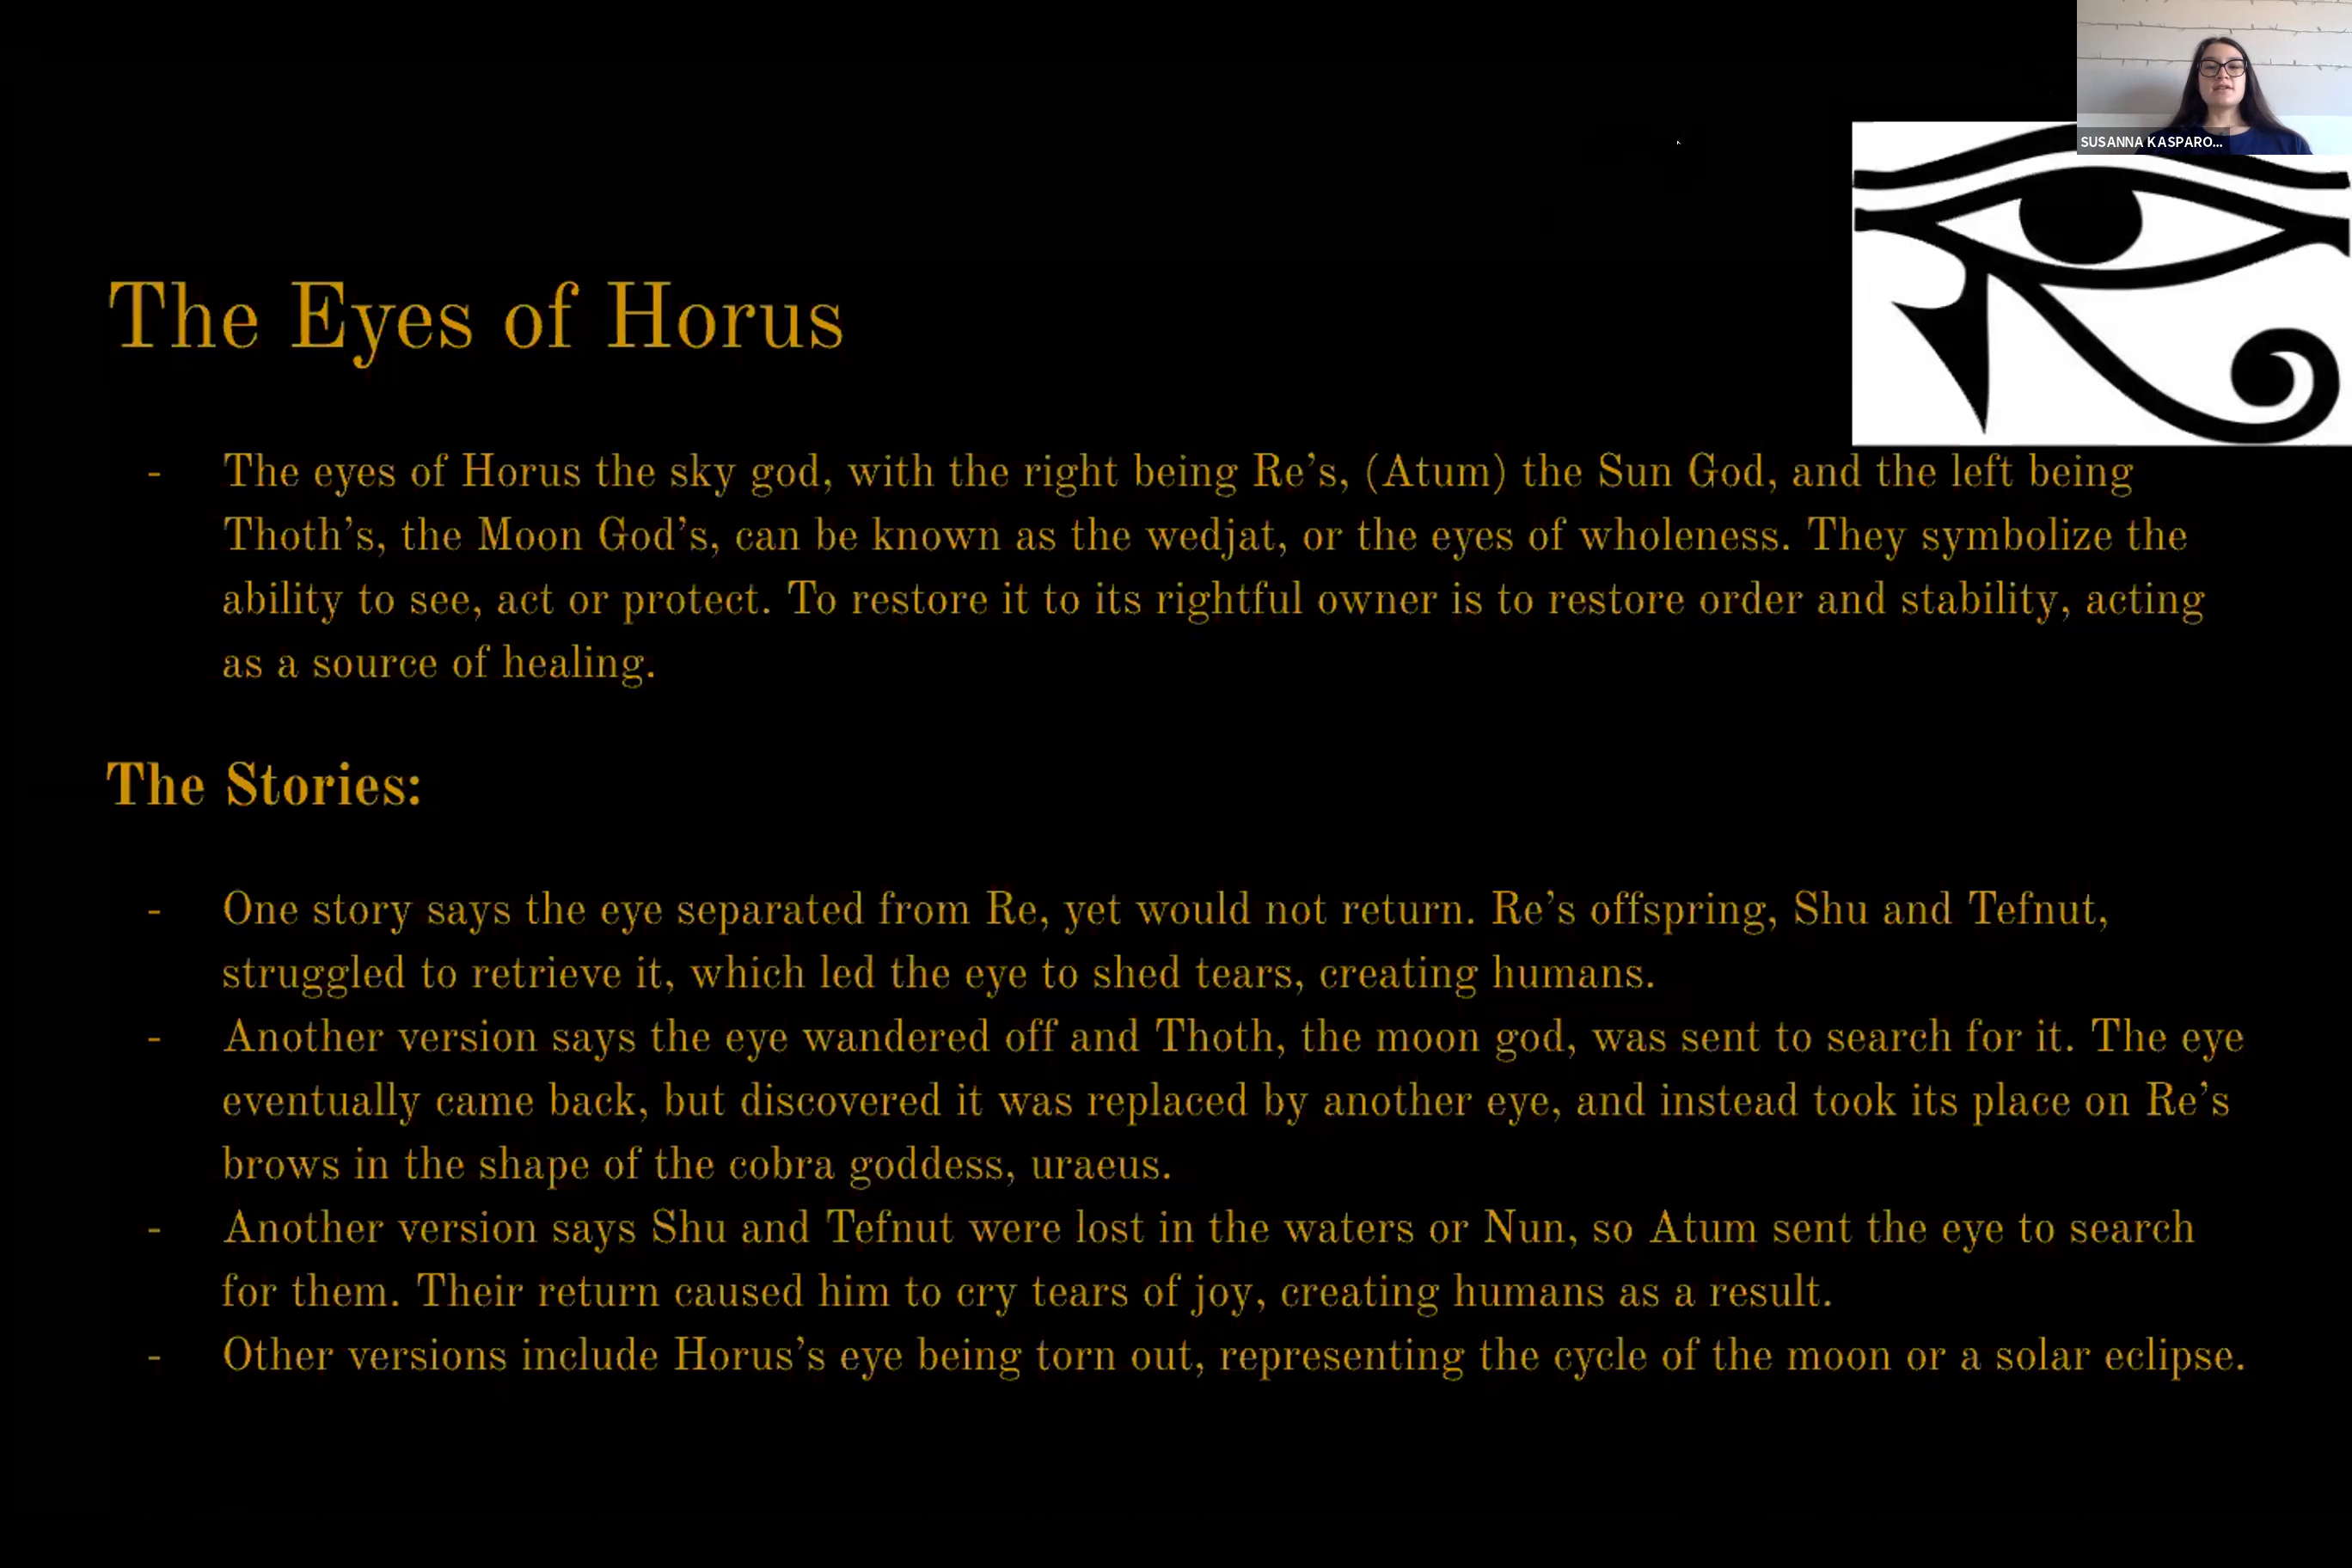 SUSANNA KASPARO...
The Eyes of Horus
- The eyes of Horus the sky god, with the right being Re’s, (Atum) the Sun God, and the left being
Thoth’s, the Moon God’s, can be known as the wedjat, or the eyes of wholeness. They symbolize the
ability to see, act or protect. To restore it to its rightful owner is to restore order and stability, acting
as a source of healing.
The Stories:
- One story says the eye separated from Re, yet would not return. Re’s offspring, Shu and Tefnut,
struggled to retrieve it, which led the eye to shed tears, creating humans.
- Another version says the eye wandered off and Thoth, the moon god, was sent to search for it. The eye
eventually came back, but discovered it was replaced by another eye, and instead took its place on Re’s
brows in the shape of the cobra goddess, uraeus.
- Another version says Shu and Tefnut were lost in the waters or Nun, so Atum sent the eye to search
for them. Their return caused him to cry tears of joy, creating humans as a result.
- Other versions include Horus’s eye being torn out, representing the cycle of the moon or a solar eclipse.